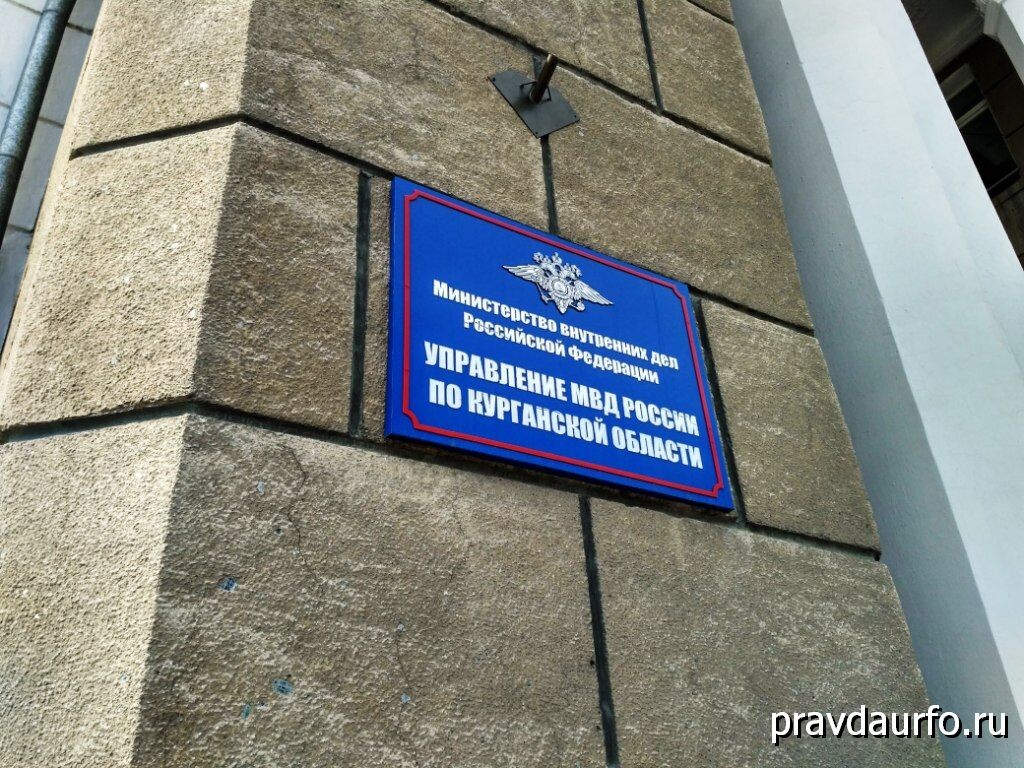 Министерство внутренних дел
Российской Федерации
УПРАВЛЕНИЕ МВД РОССИИ
ПО КУРГАНСКОЙ ОБЛАСТИ
pravdaurfo.ru